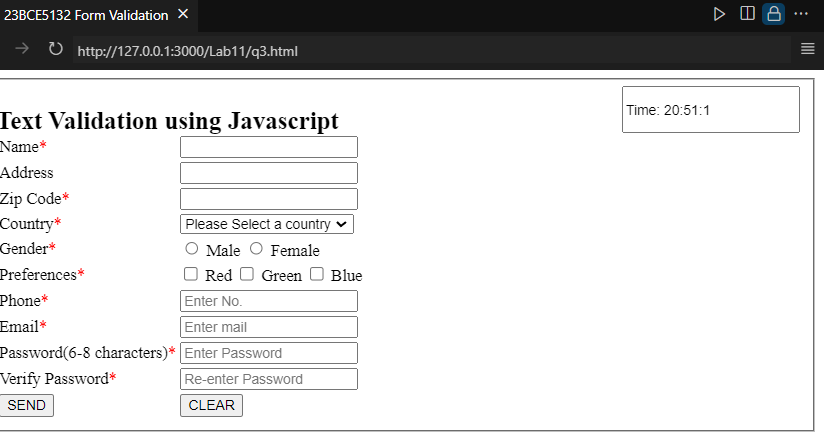 23BCE5132 Form Validation
http://127.0.0.1:3000/Lab11/q3.html
Time: 20:51:1
Text Validation using Javascript
Name*
Address
Zip Code*
Country* Please Select a country
Gender* Male Female
Preferences* Red Green Blue
Phone* Enter No.
Email* Enter mail
Password(6-8 characters)* Enter Password
Verify Password* Re-enter Password
SEND CLEAR